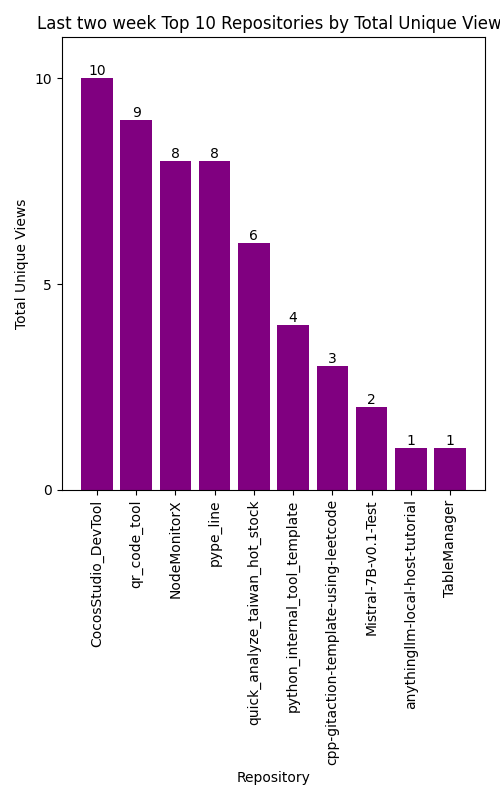 Last two week Top 10 Repositories by Total Unique View
10
9
8
8
6
4
3
2
1
1
10
5
0
Total Unique Views
CocosStudio_DevTool
qr_code_tool
NodeMonitorX
pype_line
quick_analyze_taiwan_hot_stock
python_internal_tool_template
cpp-gitaction-template-using-leetcode
Mistral-7B-v0.1-Test
anythingllm-local-host-tutorial
TableManager
Repository